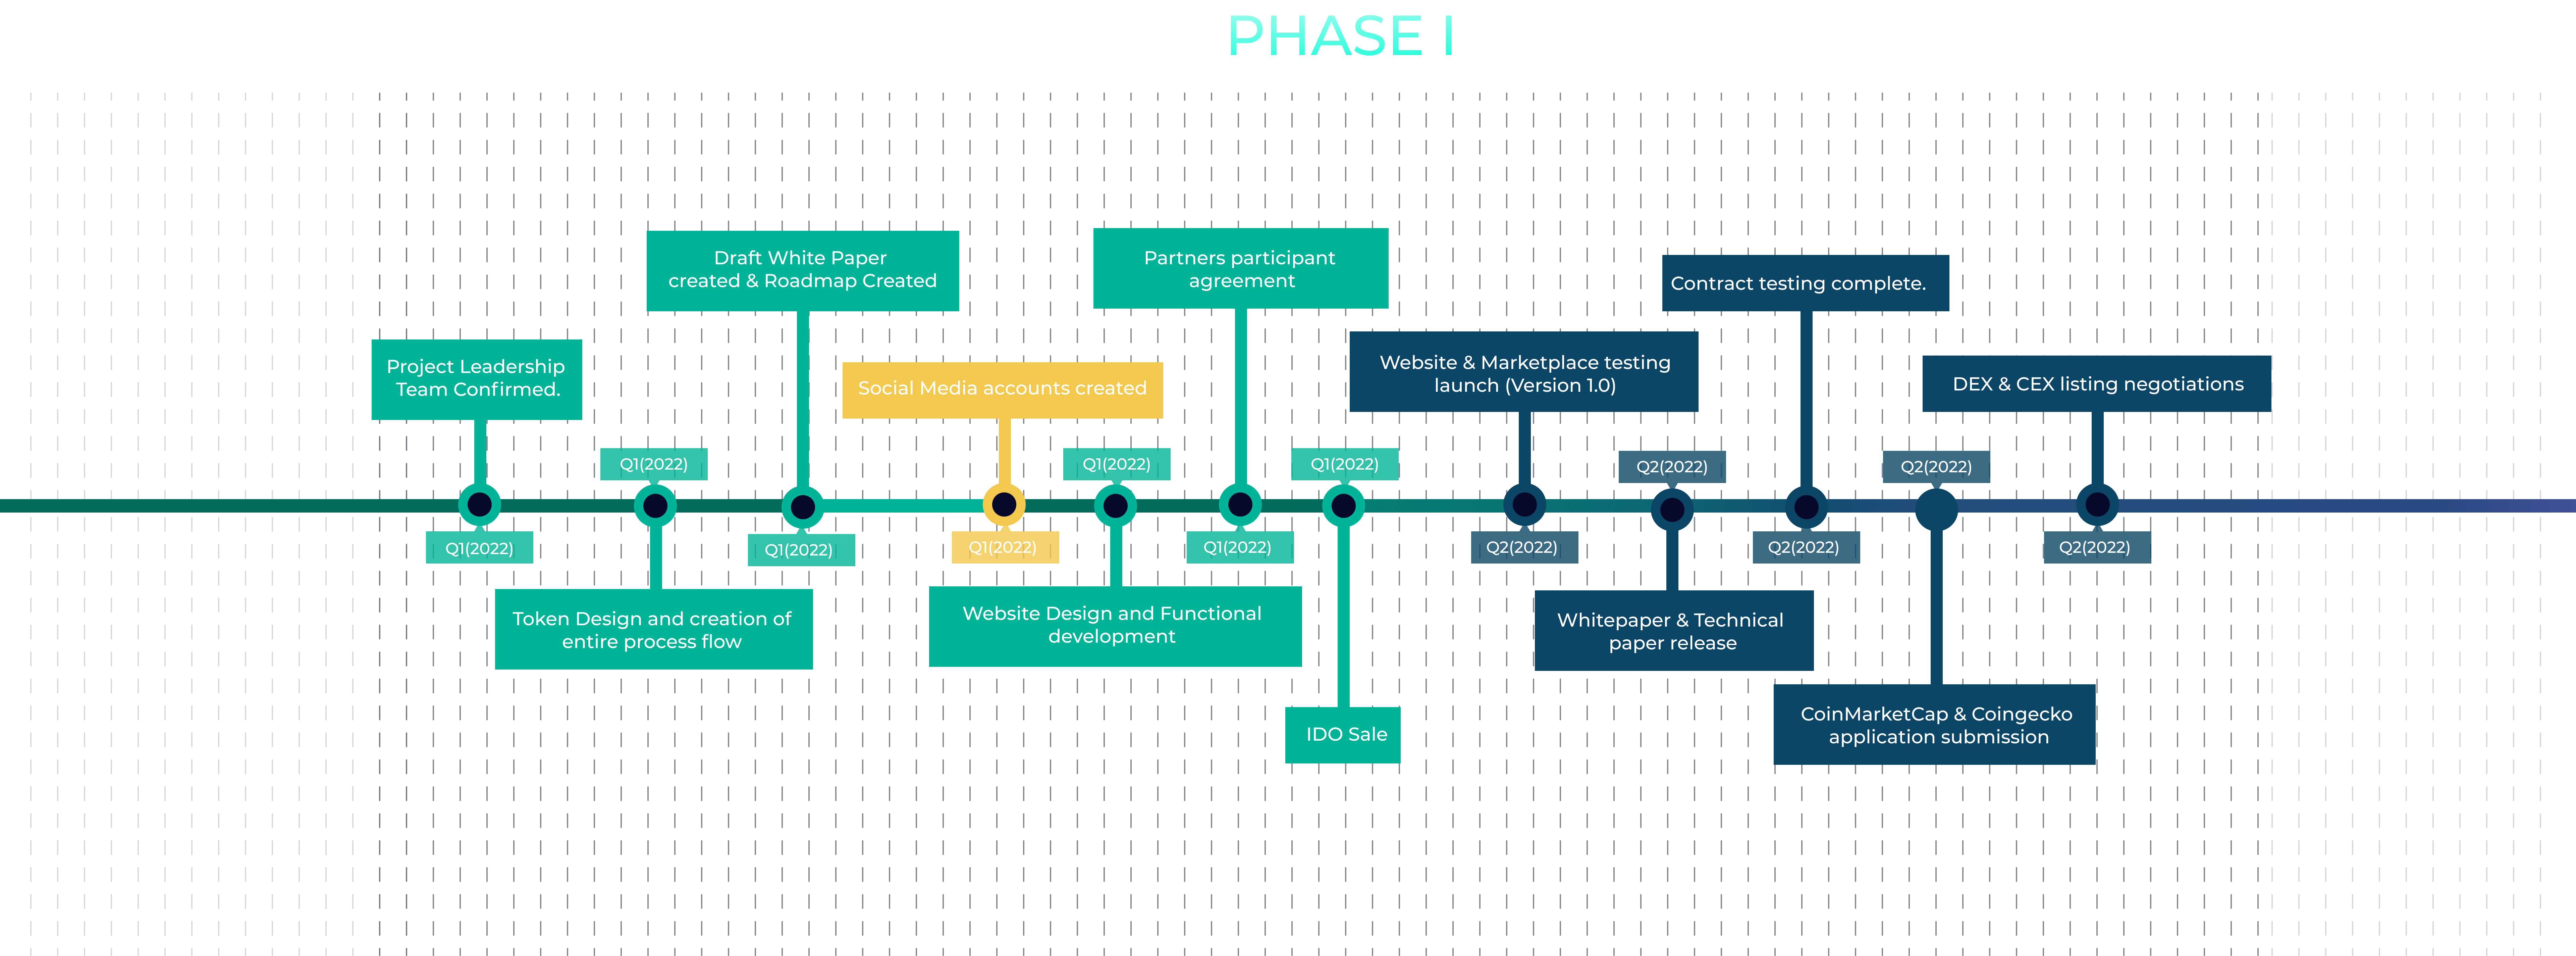 PHASE I
Project Leadership
Team Confirmed.
Q1(2022)
Q1(2022)
Token Design and creation of
entire process flow
Draft White Paper
created & Roadmap Created
Q1(2022)
Social Media accounts created
Q1(2022)
Q1(2022)
Website Design and Functional
development
Partners participant
agreement
Q1(2022)
Q1(2022)
IDO Sale
Website & Marketplace testing
launch (Version 1.0)
Q2(2022)
Q2(2022)
Whitepaper & Technical
paper release
Contract testing complete.
Q2(2022)
Q2(2022)
CoinMarketCap & Coingecko
application submission
DEX & CEX listing negotiations
Q2(2022)